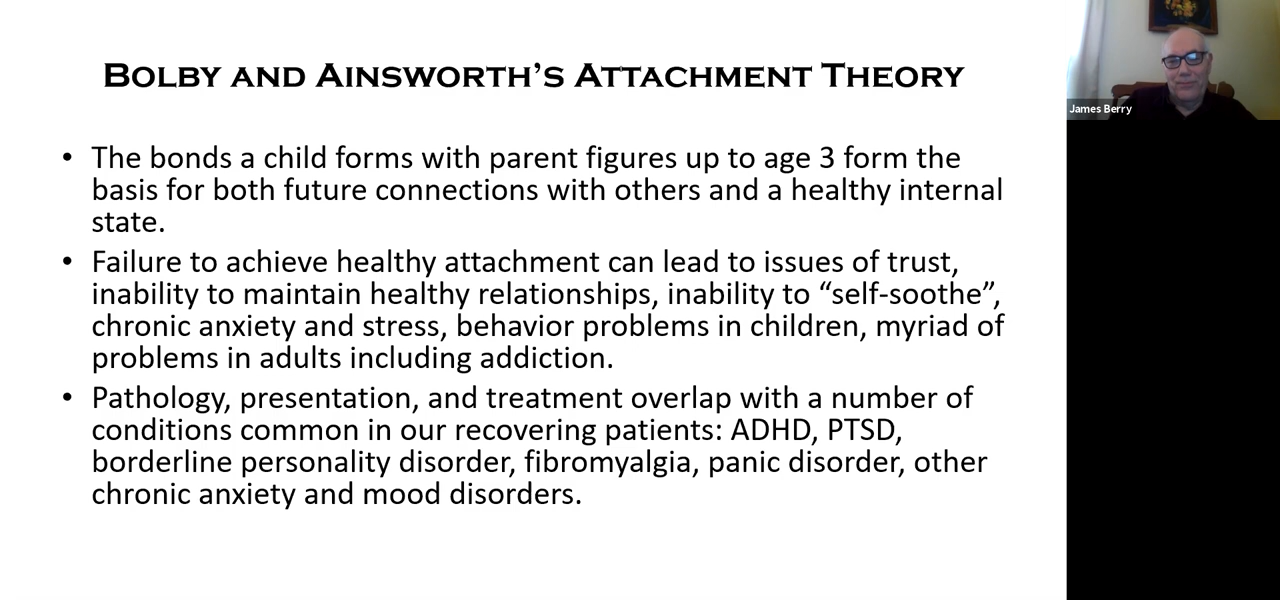 BOLBY AND AINSWORTH’S ATTACHMENT THEORY
• The bonds a child forms with parent figures up to age 3 form the
basis for both future connections with others and a healthy internal
state.
• Failure to achieve healthy attachment can lead to issues of trust,
inability to maintain healthy relationships, inability to “self-soothe”,
chronic anxiety and stress, behavior problems in children, myriad of
problems in adults including addiction.
• Pathology, presentation, and treatment overlap with a number of
conditions common in our recovering patients: ADHD, PTSD,
borderline personality disorder, fibromyalgia, panic disorder, other
chronic anxiety and mood disorders.
James Berry